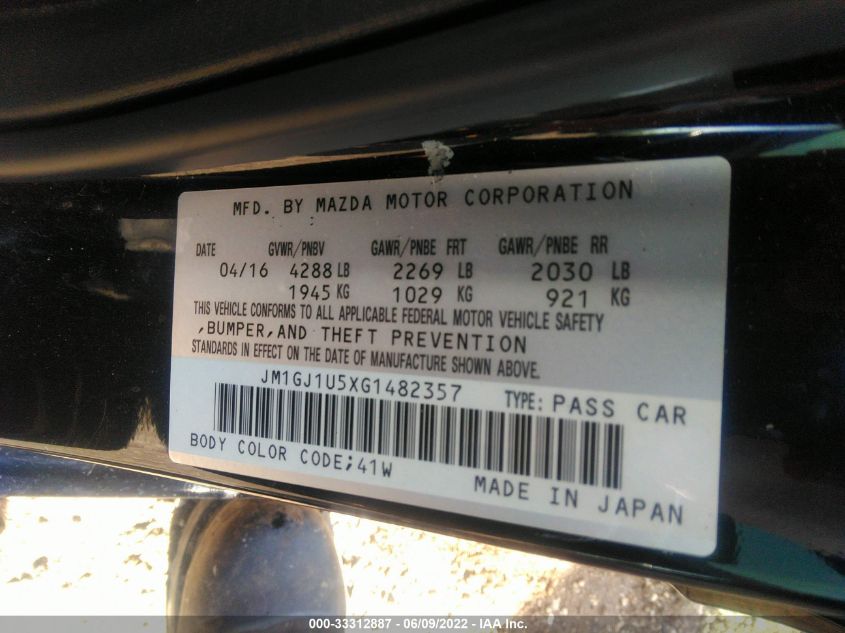 MFD. BY MAZDA MOTOR CORPORATION
DATE GVWR/PNBV GAWR/PNBE FRT GAWR/PNBE RR
04/16 4288 LB 2269 LB 2030 LB
1945 KG 1029 KG 921 KG
THIS VEHICLE CONFORMS TO ALL APPLICABLE FEDERAL MOTOR VEHICLE SAFETY
,BUMPER,AND THEFT PREVENTION
STANDARDS IN EFFECT ON THE DATE OF MANUFACTURE SHOWN ABOVE.
JM1GJ1U5XG1482357 TYPE: PASS CAR
BODY COLOR CODE;41W
MADE IN JAPAN
000-33312887 - 06/09/2022 - IAA Inc.